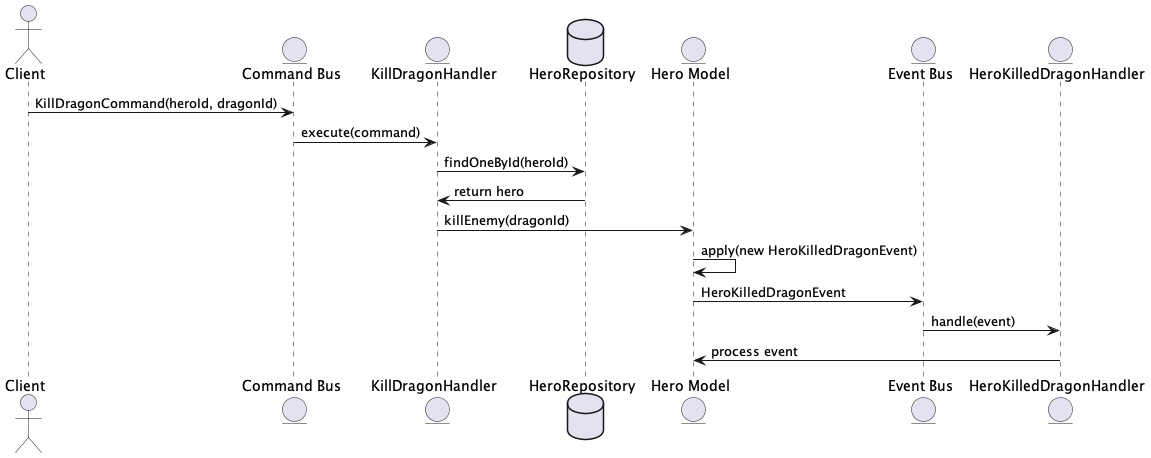 Client
Command Bus
KillDragonHandler
HeroRepository
Hero Model
Event Bus
HeroKilledDragonHandler
KillDragonCommand(heroId, dragonId)
execute(command)
findOneById(heroId)
return hero
killEnemy(dragonId)
apply(new HeroKilledDragonEvent)
HeroKilledDragonEvent
handle(event)
process event
Client
Command Bus
KillDragonHandler
HeroRepository
Hero Model
Event Bus
HeroKilledDragonHandler